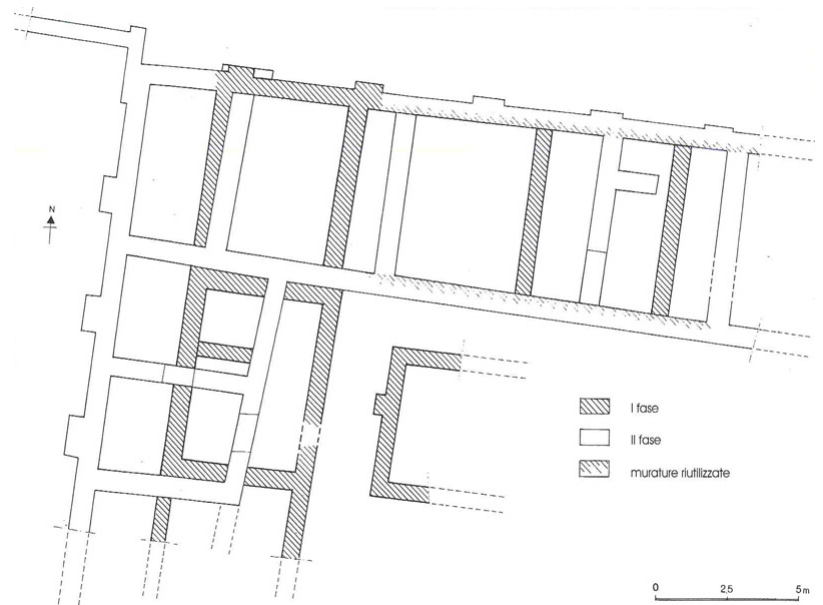 N
I fase
II fase
murature riutilizzate
0 2,5 5 m